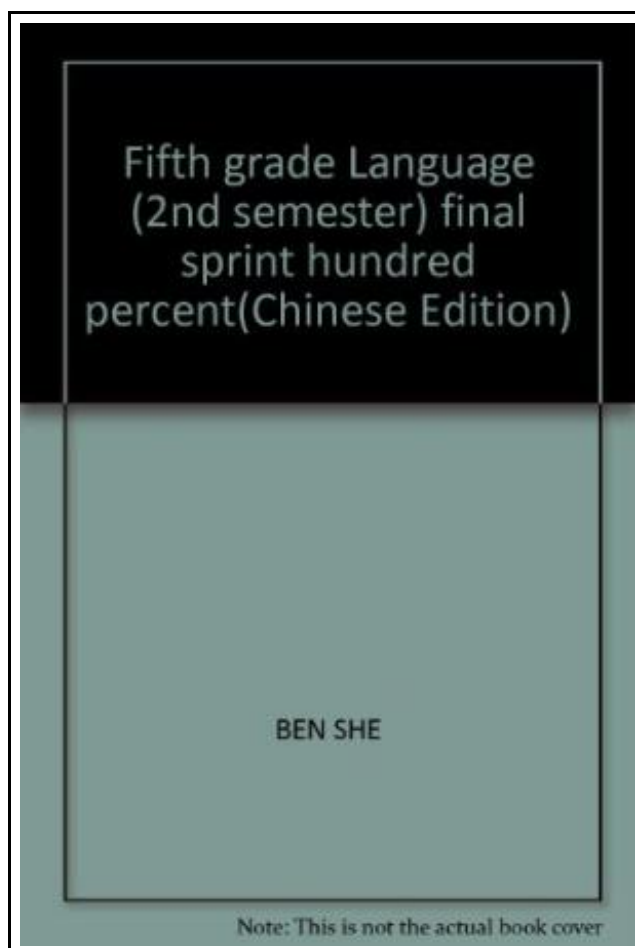 Fifth grade Language
(2nd semester) final
sprint hundred
percent(Chinese Edition)
BEN SHE
Note: This is not the actual book cover